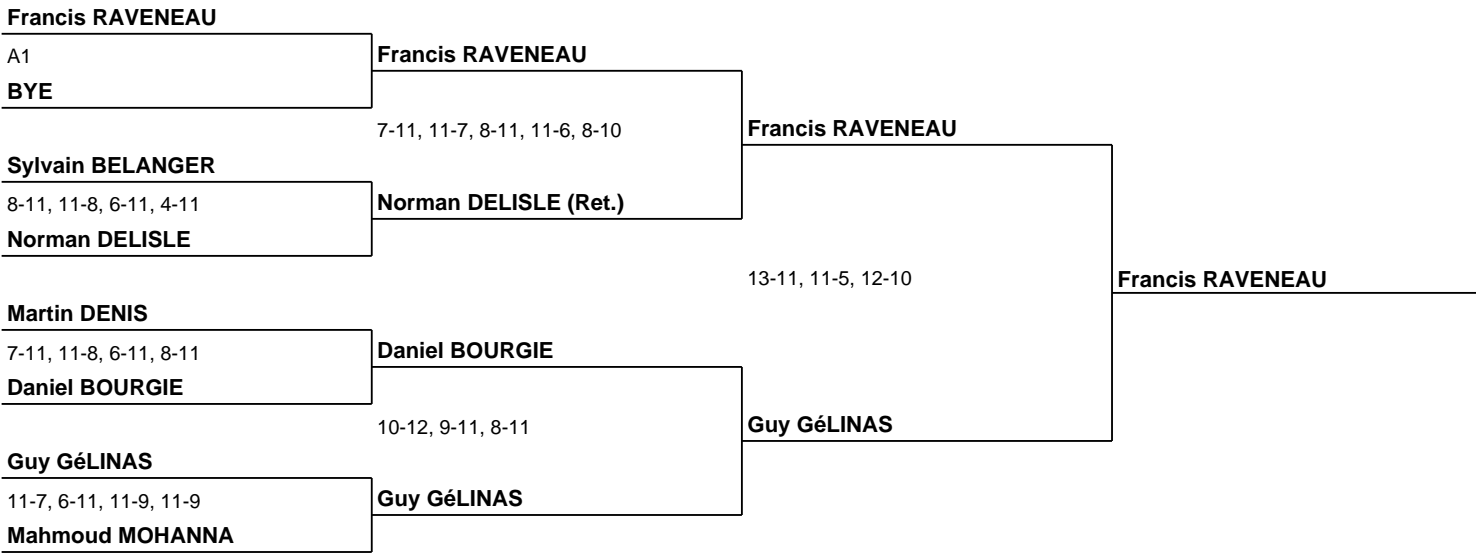 Francis RAVENEAU
A1
BYE
Francis RAVENEAU
7-11, 11-7, 8-11, 11-6, 8-10
Francis RAVENEAU
Sylvain BELANGER
8-11, 11-8, 6-11, 4-11
Norman DELISLE
Norman DELISLE (Ret.)
13-11, 11-5, 12-10
Francis RAVENEAU
Martin DENIS
7-11, 11-8, 6-11, 8-11
Daniel BOURGIE
Daniel BOURGIE
10-12, 9-11, 8-11
Guy GéLINAS
Guy GéLINAS
11-7, 6-11, 11-9, 11-9
Mahmoud MOHANNA
Guy GéLINAS